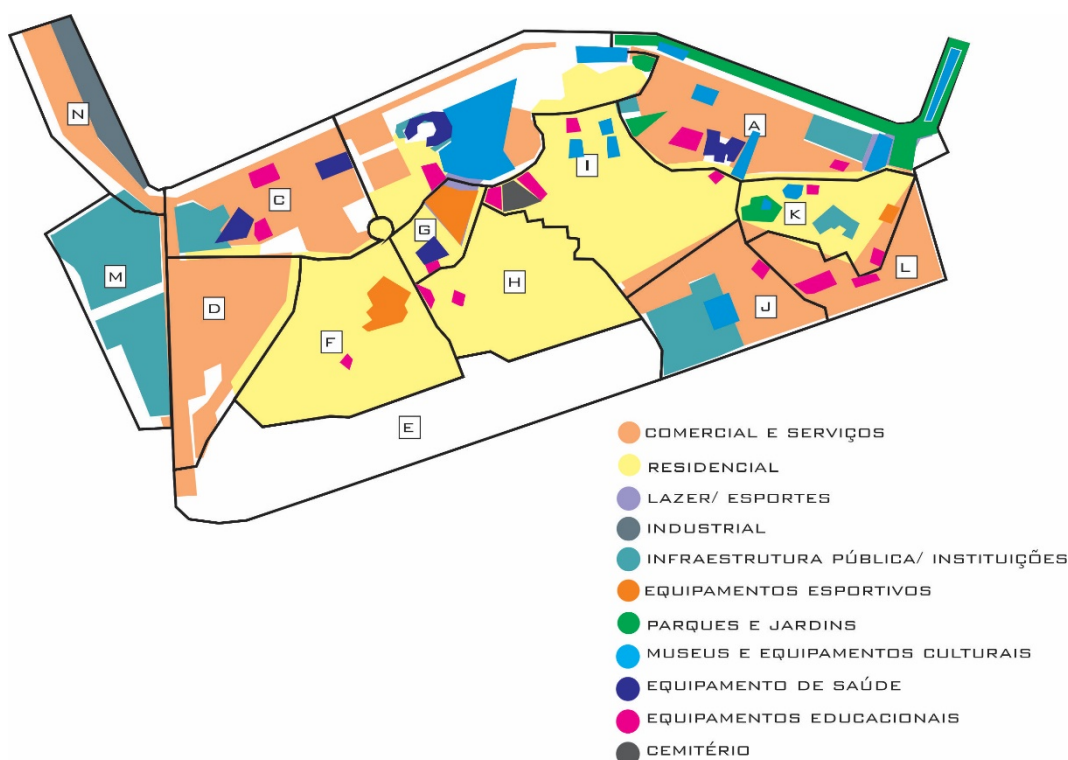 N
A
I
C
K
G
L
M
H
D
J
F
E
COMERCIAL E SERVIÇOS
RESIDENCIAL
LAZER/ ESPORTES
INDUSTRIAL
INFRAESTRUTURA PÚBLICA/ INSTITUIÇÕES
EQUIPAMENTOS ESPORTIVOS
PARQUES E JARDINS
MUSEUS E EQUIPAMENTOS CULTURAIS
EQUIPAMENTO DE SAÚDE
EQUIPAMENTOS EDUCACIONAIS
CEMITÉRIO